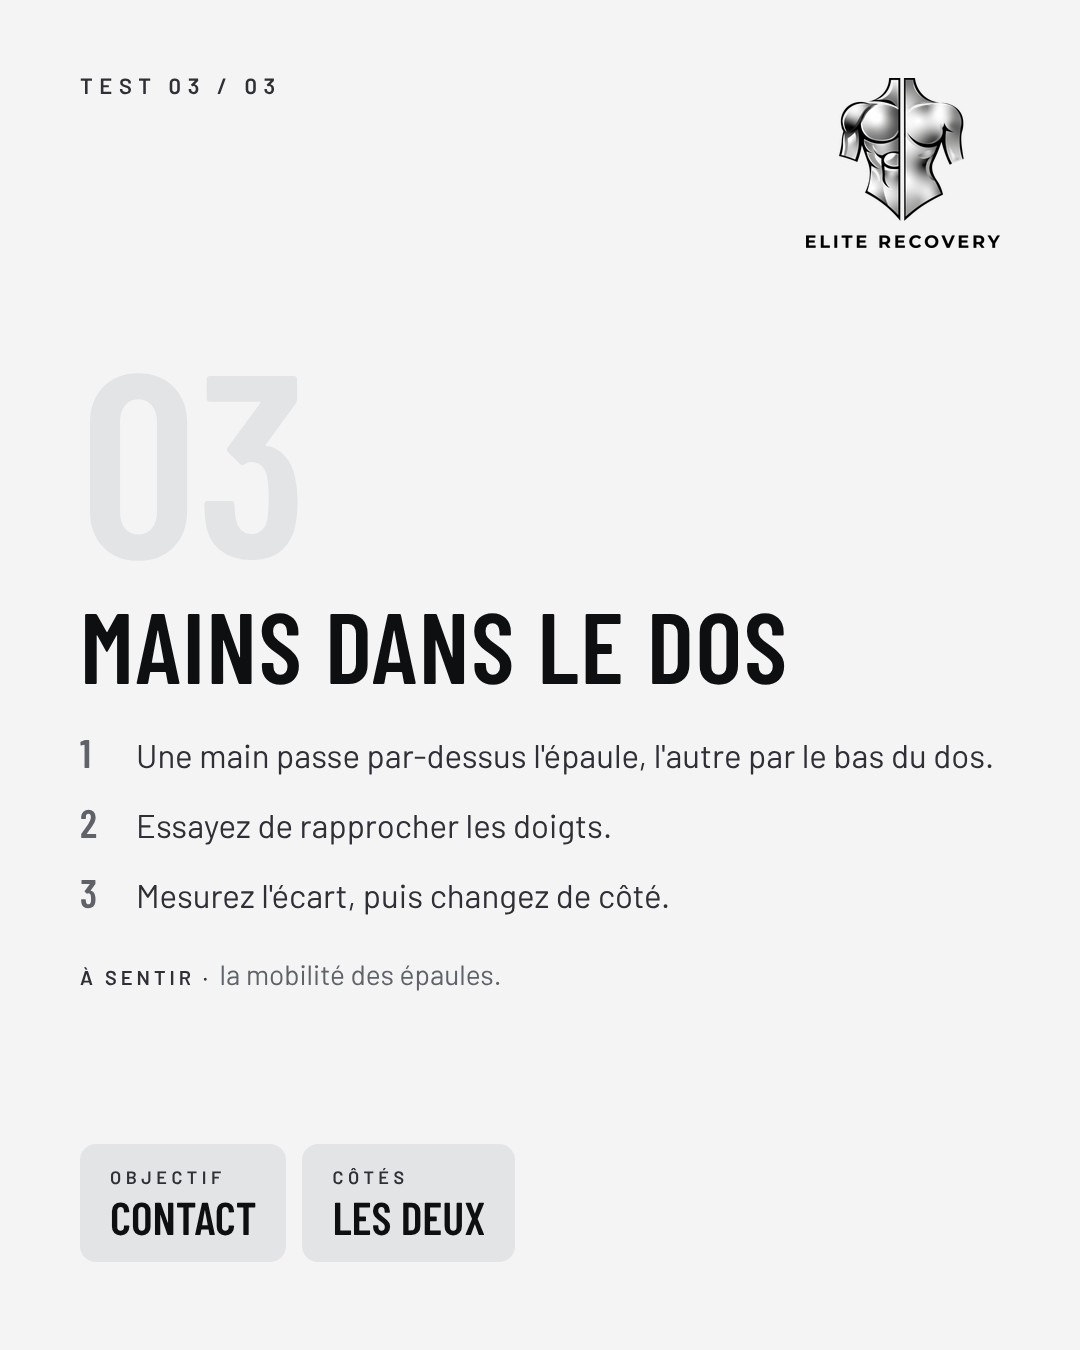 TEST 03 / 03
ELITE RECOVERY
03
MAINS DANS LE DOS
1 Une main passe par-dessus l'épaule, l'autre par le bas du dos.
2 Essayez de rapprocher les doigts.
3 Mesurez l'écart, puis changez de côté.
À SENTIR · la mobilité des épaules.
OBJECTIF
CONTACT
CÔTÉS
LES DEUX